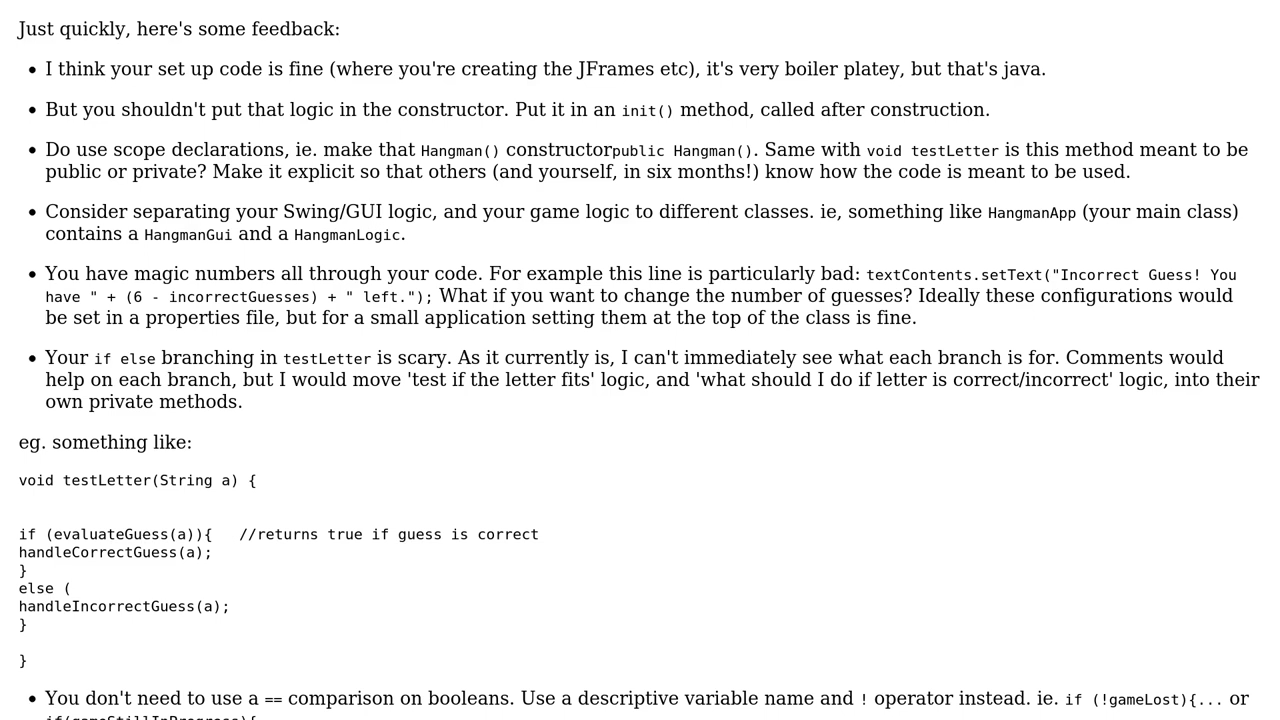 Just quickly, here's some feedback:
• I think your set up code is fine (where you're creating the JFrames etc), it's very boiler platey, but that's java.
• But you shouldn't put that logic in the constructor. Put it in an init() method, called after construction.
• Do use scope declarations, ie. make that Hangman() constructorpublic Hangman(). Same with void testLetter is this method meant to be
public or private? Make it explicit so that others (and yourself, in six months!) know how the code is meant to be used.
• Consider separating your Swing/GUI logic, and your game logic to different classes. ie, something like HangmanApp (your main class)
contains a HangmanGui and a HangmanLogic.
• You have magic numbers all through your code. For example this line is particularly bad: textContents.setText("Incorrect Guess! You
have " + (6 - incorrectGuesses) + " left."); What if you want to change the number of guesses? Ideally these configurations would
be set in a properties file, but for a small application setting them at the top of the class is fine.
• Your if else branching in testLetter is scary. As it currently is, I can't immediately see what each branch is for. Comments would
help on each branch, but I would move 'test if the letter fits' logic, and 'what should I do if letter is correct/incorrect' logic, into their
own private methods.
eg. something like:
void testLetter(String a) {
if (evaluateGuess(a)){   //returns true if guess is correct
handleCorrectGuess(a);
}
else (
handleIncorrectGuess(a);
}
}
• You don't need to use a == comparison on booleans. Use a descriptive variable name and ! operator instead. ie. if (!gameLost){... or
if(gameStillInProgress){